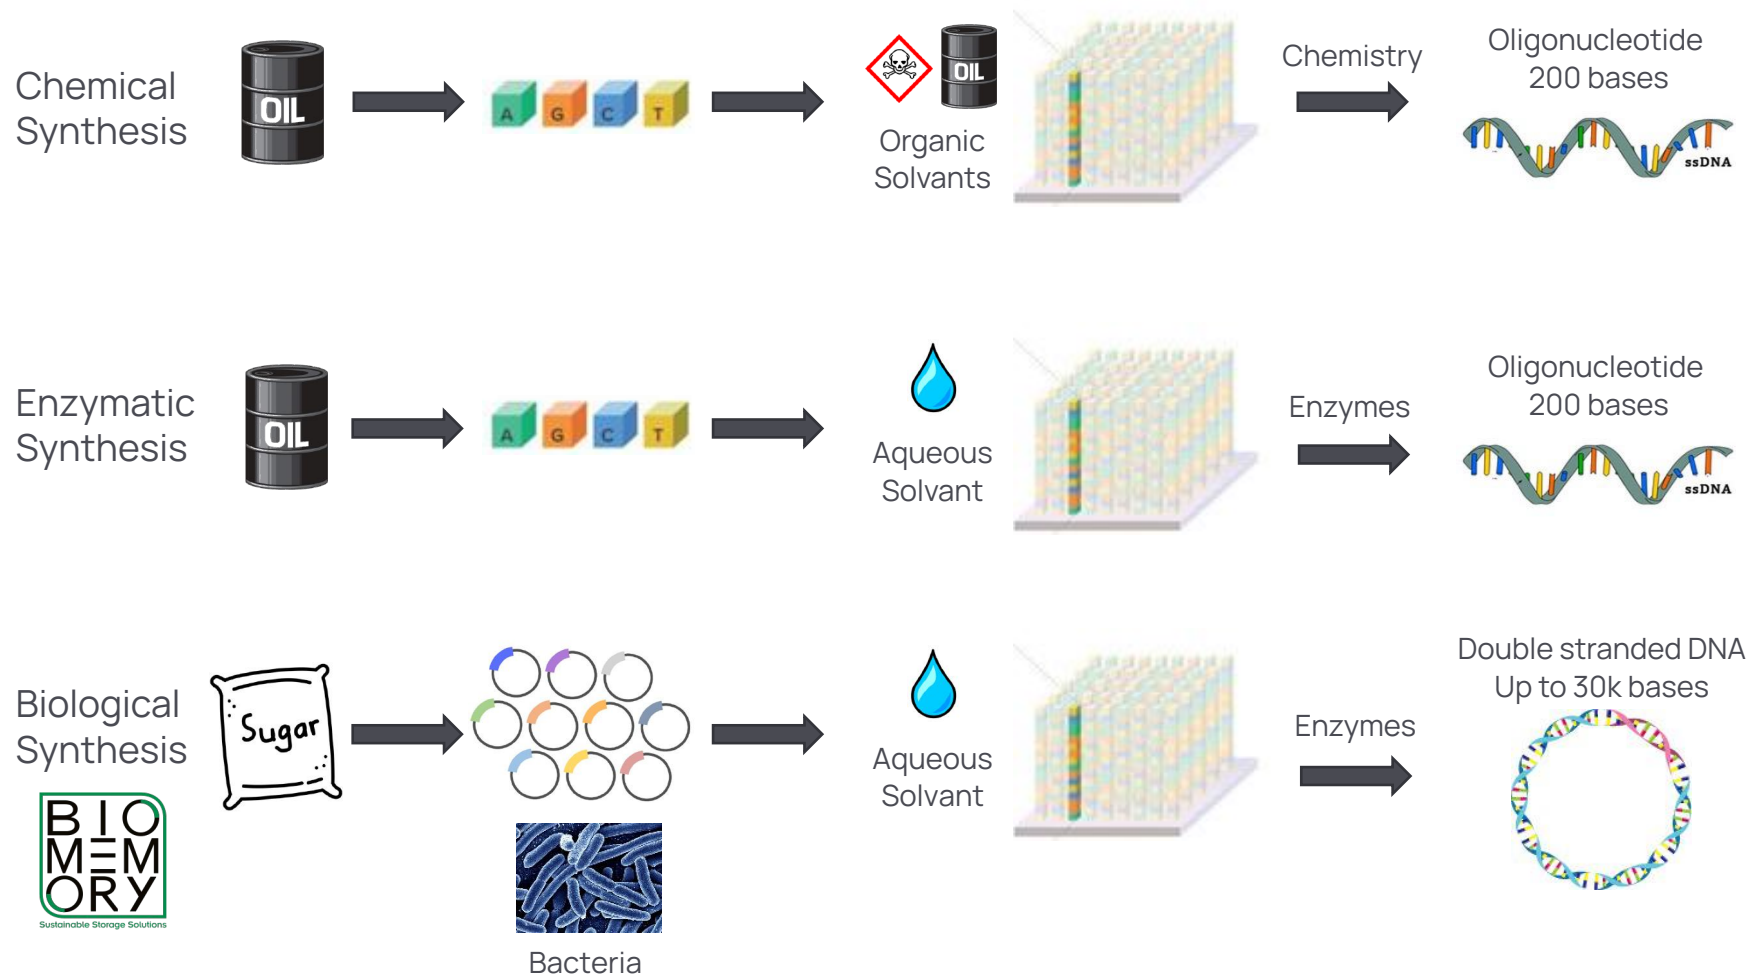 Chemical
Synthesis
OIL
A G C T
OIL
Organic
Solvants
Chemistry
Oligonucleotide
200 bases
ssDNA
Enzymatic
Synthesis
OIL
A G C T
Aqueous
Solvant
Enzymes
Oligonucleotide
200 bases
ssDNA
Biological
Synthesis
Sugar
Aqueous
Solvant
Enzymes
Double stranded DNA
Up to 30k bases
BIO
MEM
ORY
Sustainable Storage Solutions
Bacteria